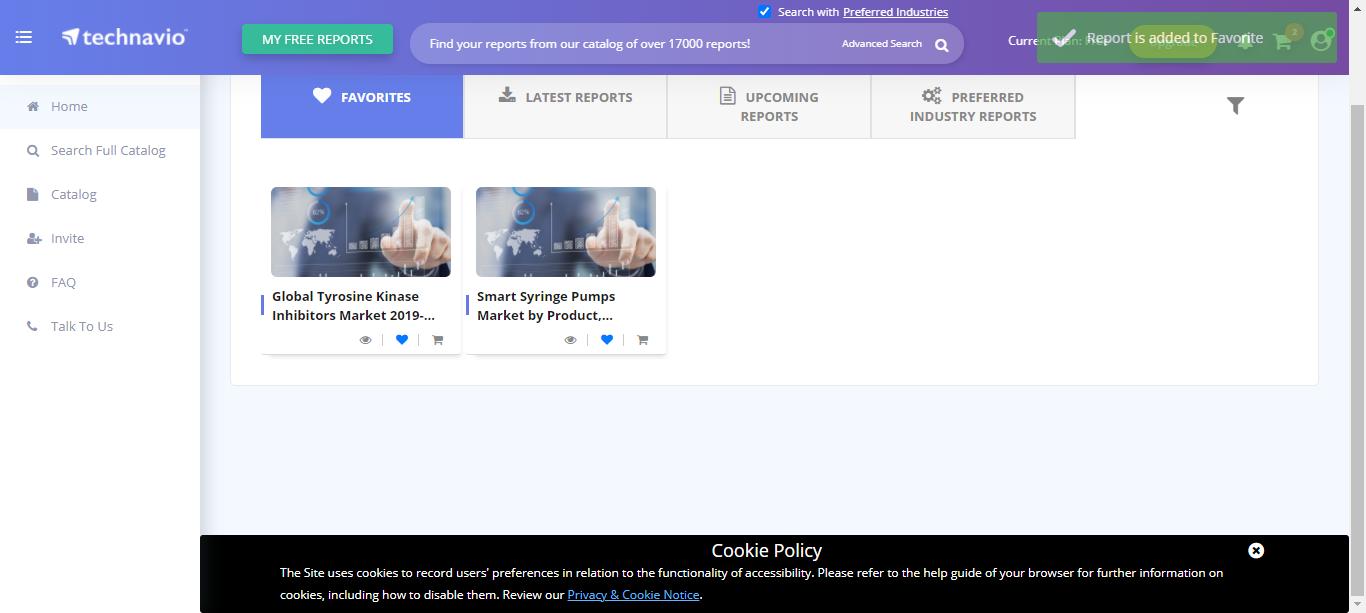 Search with Preferred Industries
technavio
MY FREE REPORTS
Find your reports from our catalog of over 17000 reports!
Advanced Search
Report is added to Favorite
2
Home
Search Full Catalog
Catalog
Invite
FAQ
Talk To Us
FAVORITES
LATEST REPORTS
UPCOMING
REPORTS
PREFERRED
INDUSTRY REPORTS
Global Tyrosine Kinase
Inhibitors Market 2019-...
Smart Syringe Pumps
Market by Product,...
Cookie Policy
The Site uses cookies to record users' preferences in relation to the functionality of accessibility. Please refer to the help guide of your browser for further information on
cookies, including how to disable them. Review our Privacy & Cookie Notice.